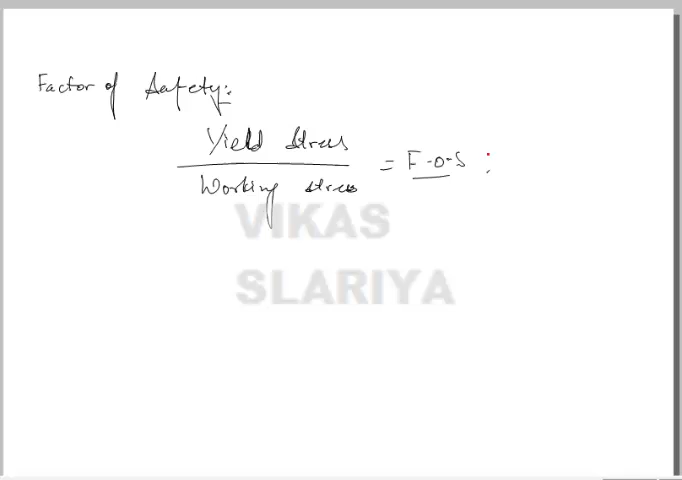 Factor of Safety:
Yield Stress
= F.O.S :
Working stress
VIKAS
SLARIYA